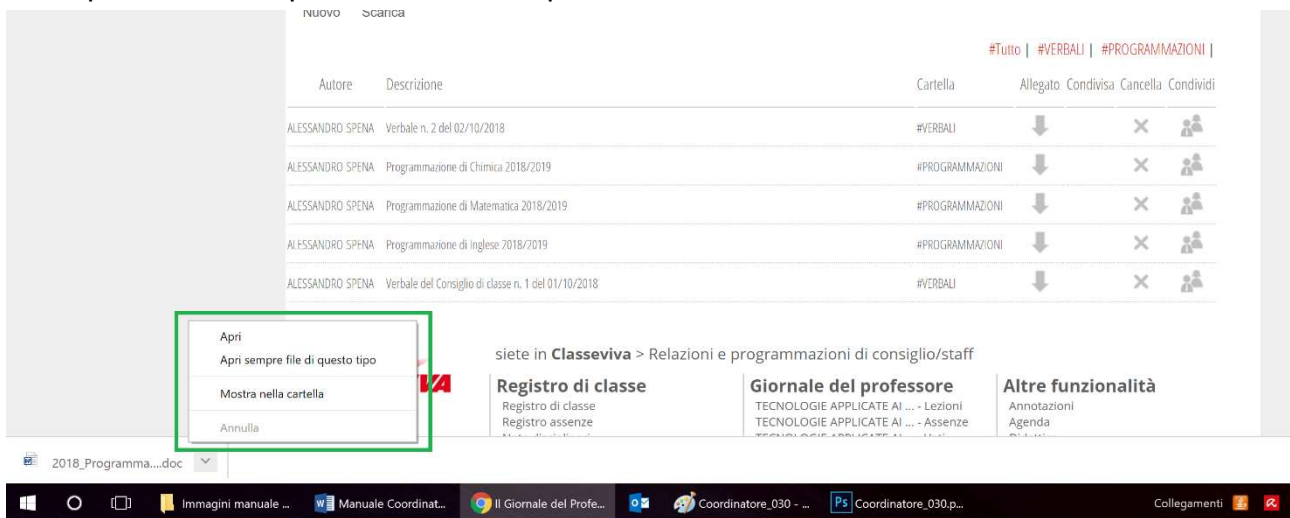 Nuovo Scarica
#Tutto | #VERBALI | #PROGRAMMAZIONI |
Autore Descrizione Cartella Allegato Condivisa Cancella Condividi
ALESSANDRO SPENA Verbale n. 2 del 02/10/2018 #VERBALI
ALESSANDRO SPENA Programmazione di Chimica 2018/2019 #PROGRAMMAZIONI
ALESSANDRO SPENA Programmazione di Matematica 2018/2019 #PROGRAMMAZIONI
ALESSANDRO SPENA Programmazione di Inglese 2018/2019 #PROGRAMMAZIONI
ALESSANDRO SPENA Verbale del Consiglio di classe n. 1 del 01/10/2018 #VERBALI
Apri
Apri sempre file di questo tipo
Mostra nella cartella
Annulla
VA
siete in Classeviva > Relazioni e programmazioni di consiglio/staff
Registro di classe Giornale del professore Altre funzionalità
Registro di classe TECNOLOGIE APPLICATE AI ... - Lezioni Annotazioni
Registro assenze TECNOLOGIE APPLICATE AI ... - Assenze Agenda
2018_Programma....doc
Immagini manuale ... Manuale Coordinat... Il Giornale del Profe... Coordinatore_030 - ... Ps Coordinatore_030.p... Collegamenti